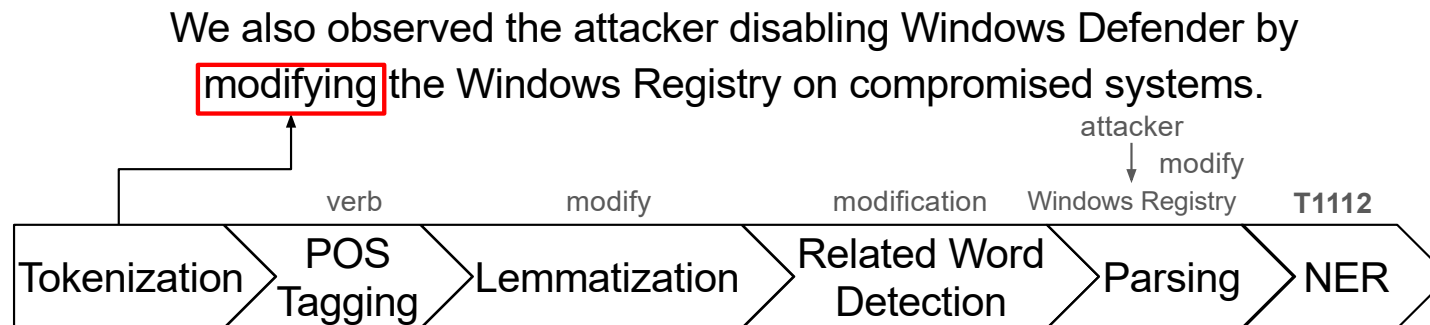 We also observed the attacker disabling Windows Defender by
modifying the Windows Registry on compromised systems.
attacker
modify
verb
modify
modification
Windows Registry
T1112
Tokenization
POS
Tagging
Lemmatization
Related Word
Detection
Parsing
NER